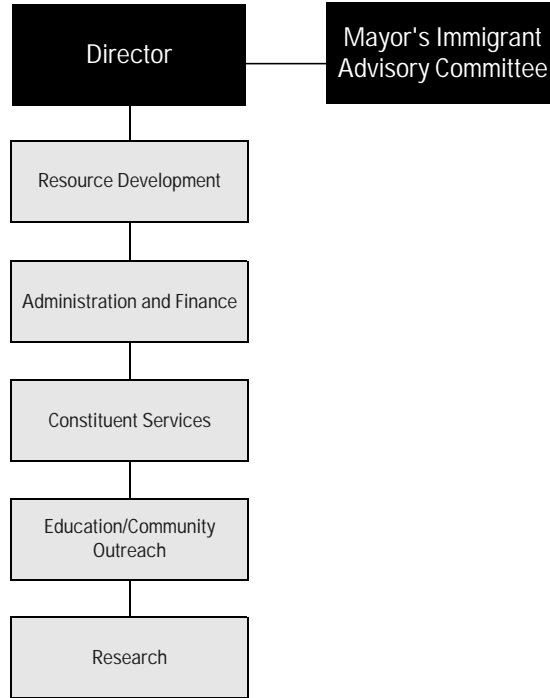 Director
Mayor's Immigrant
Advisory Committee
Resource Development
Administration and Finance
Constituent Services
Education/Community
Outreach
Research